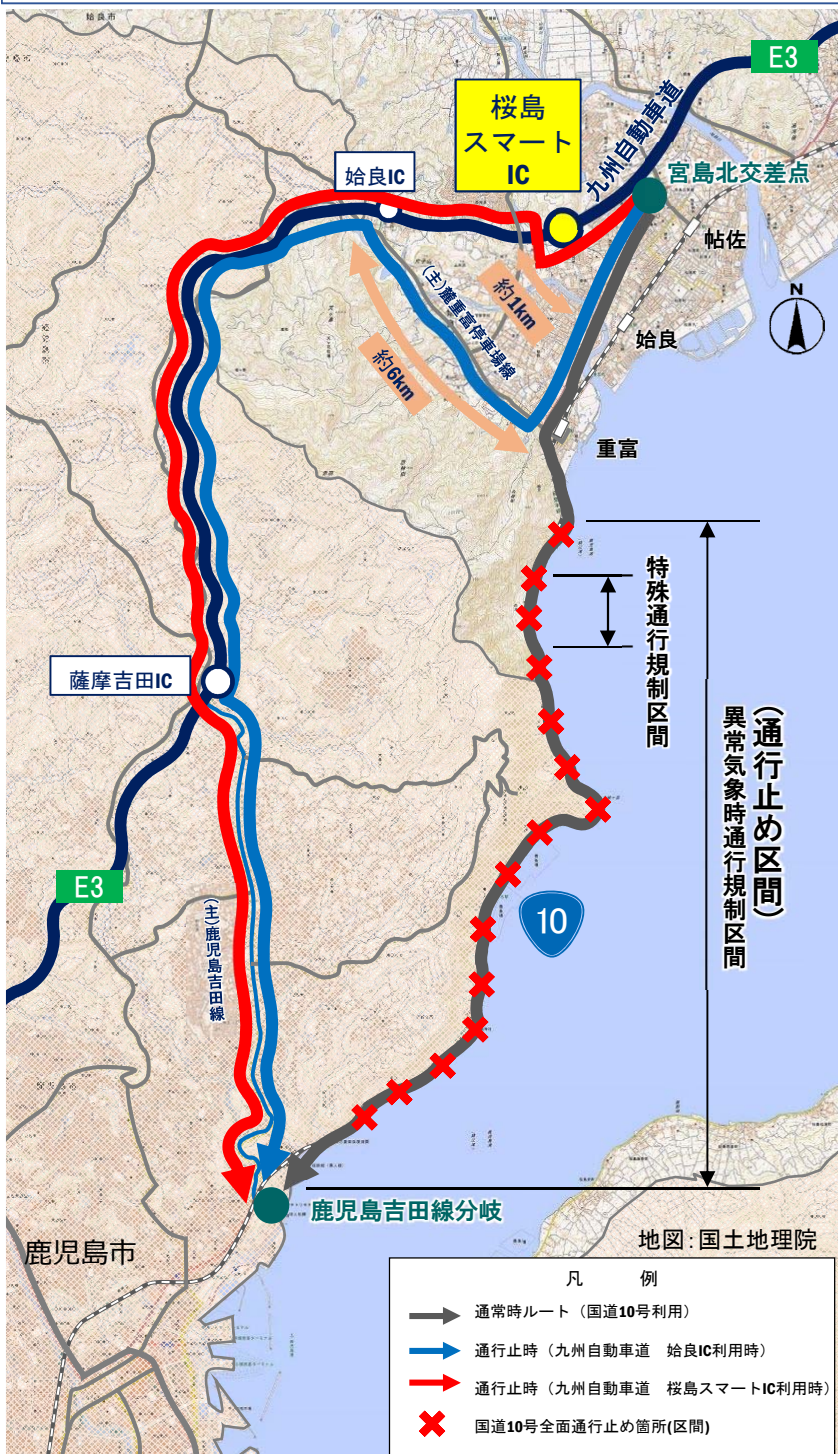 E3
桜島
スマート
IC
九州自動車道
宮島北交差点
姶良IC
帖佐
N
(主)麓重富停車場線
約1km
姶良
約6km
重富
特殊通行規制区間
(通行止め区間)
異常気象時通行規制区間
薩摩吉田IC
E3
10
(主)鹿児島吉田線
鹿児島吉田線分岐
地図:国土地理院
鹿児島市
凡 例
通常時ルート（国道10号利用）
通行止時（九州自動車道 姶良IC利用時）
通行止時（九州自動車道 桜島スマートIC利用時）
国道10号全面通行止め箇所(区間)